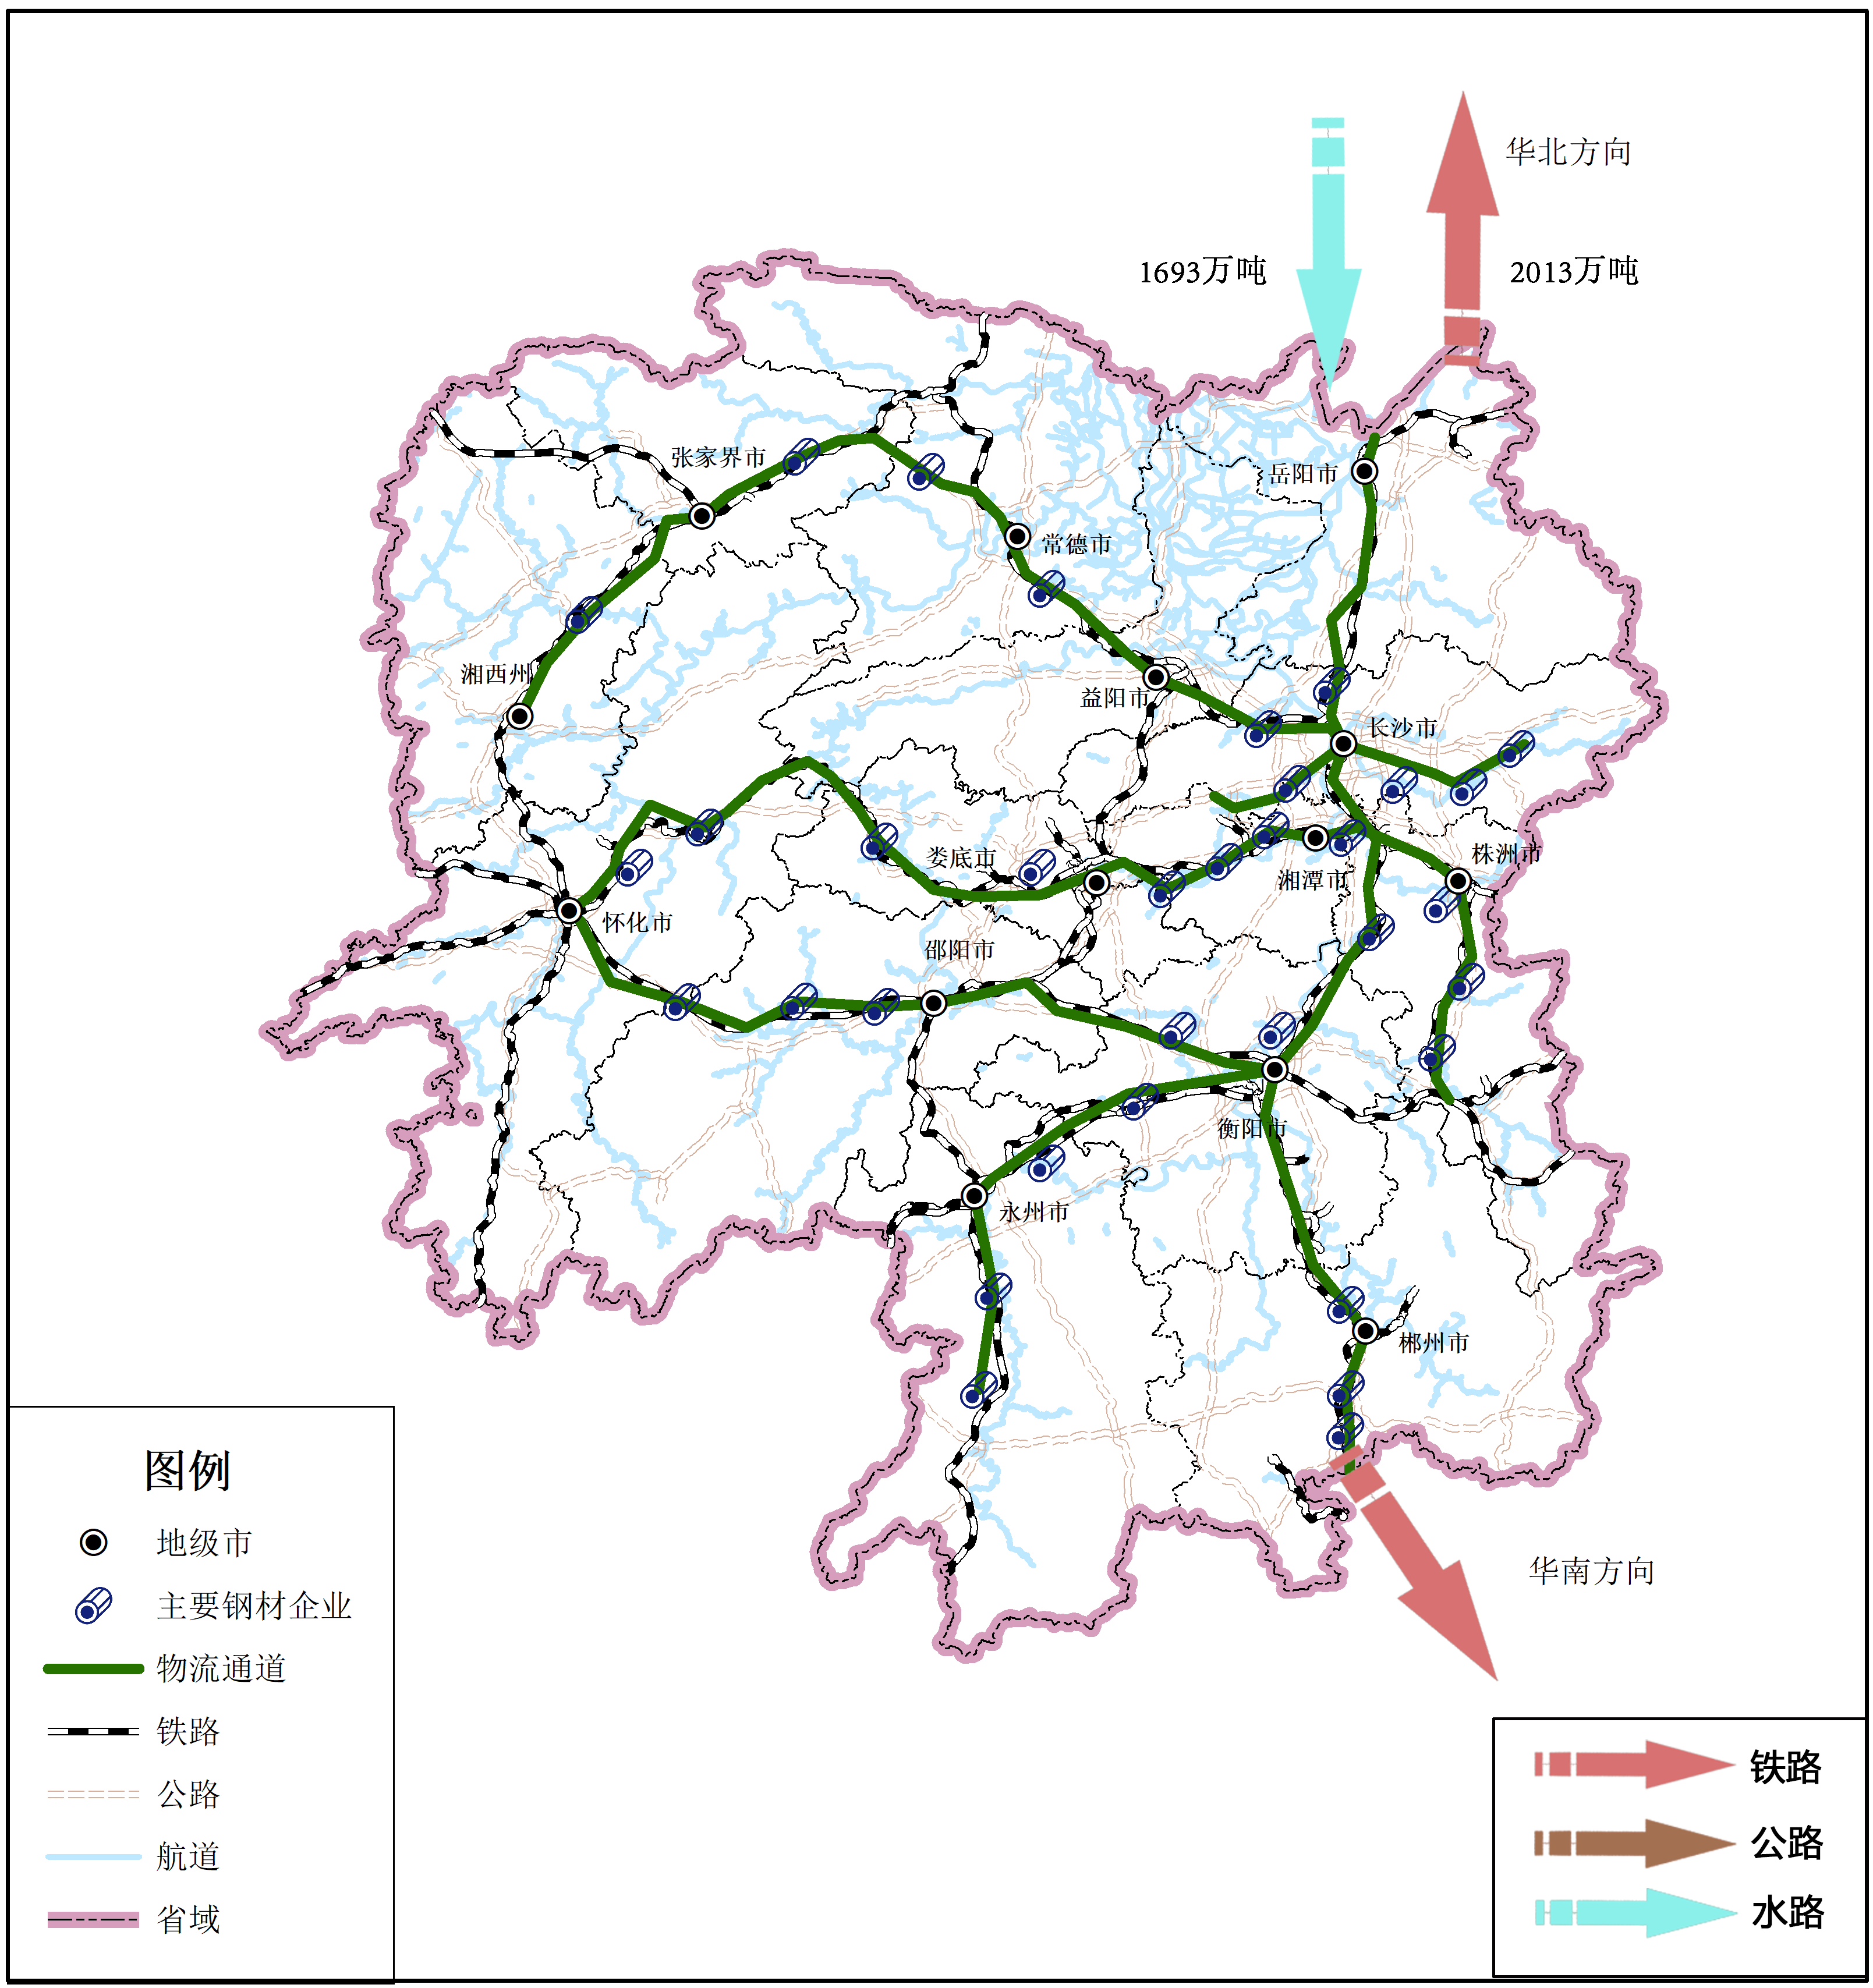 华北方向
1693万吨
2013万吨
张家界市
岳阳市
常德市
湘西州
益阳市
长沙市
娄底市
株洲市
湘潭市
怀化市
邵阳市
衡阳市
永州市
郴州市
华南方向
图例
地级市
主要钢材企业
物流通道
铁路
公路
航道
省域
铁路
公路
水路